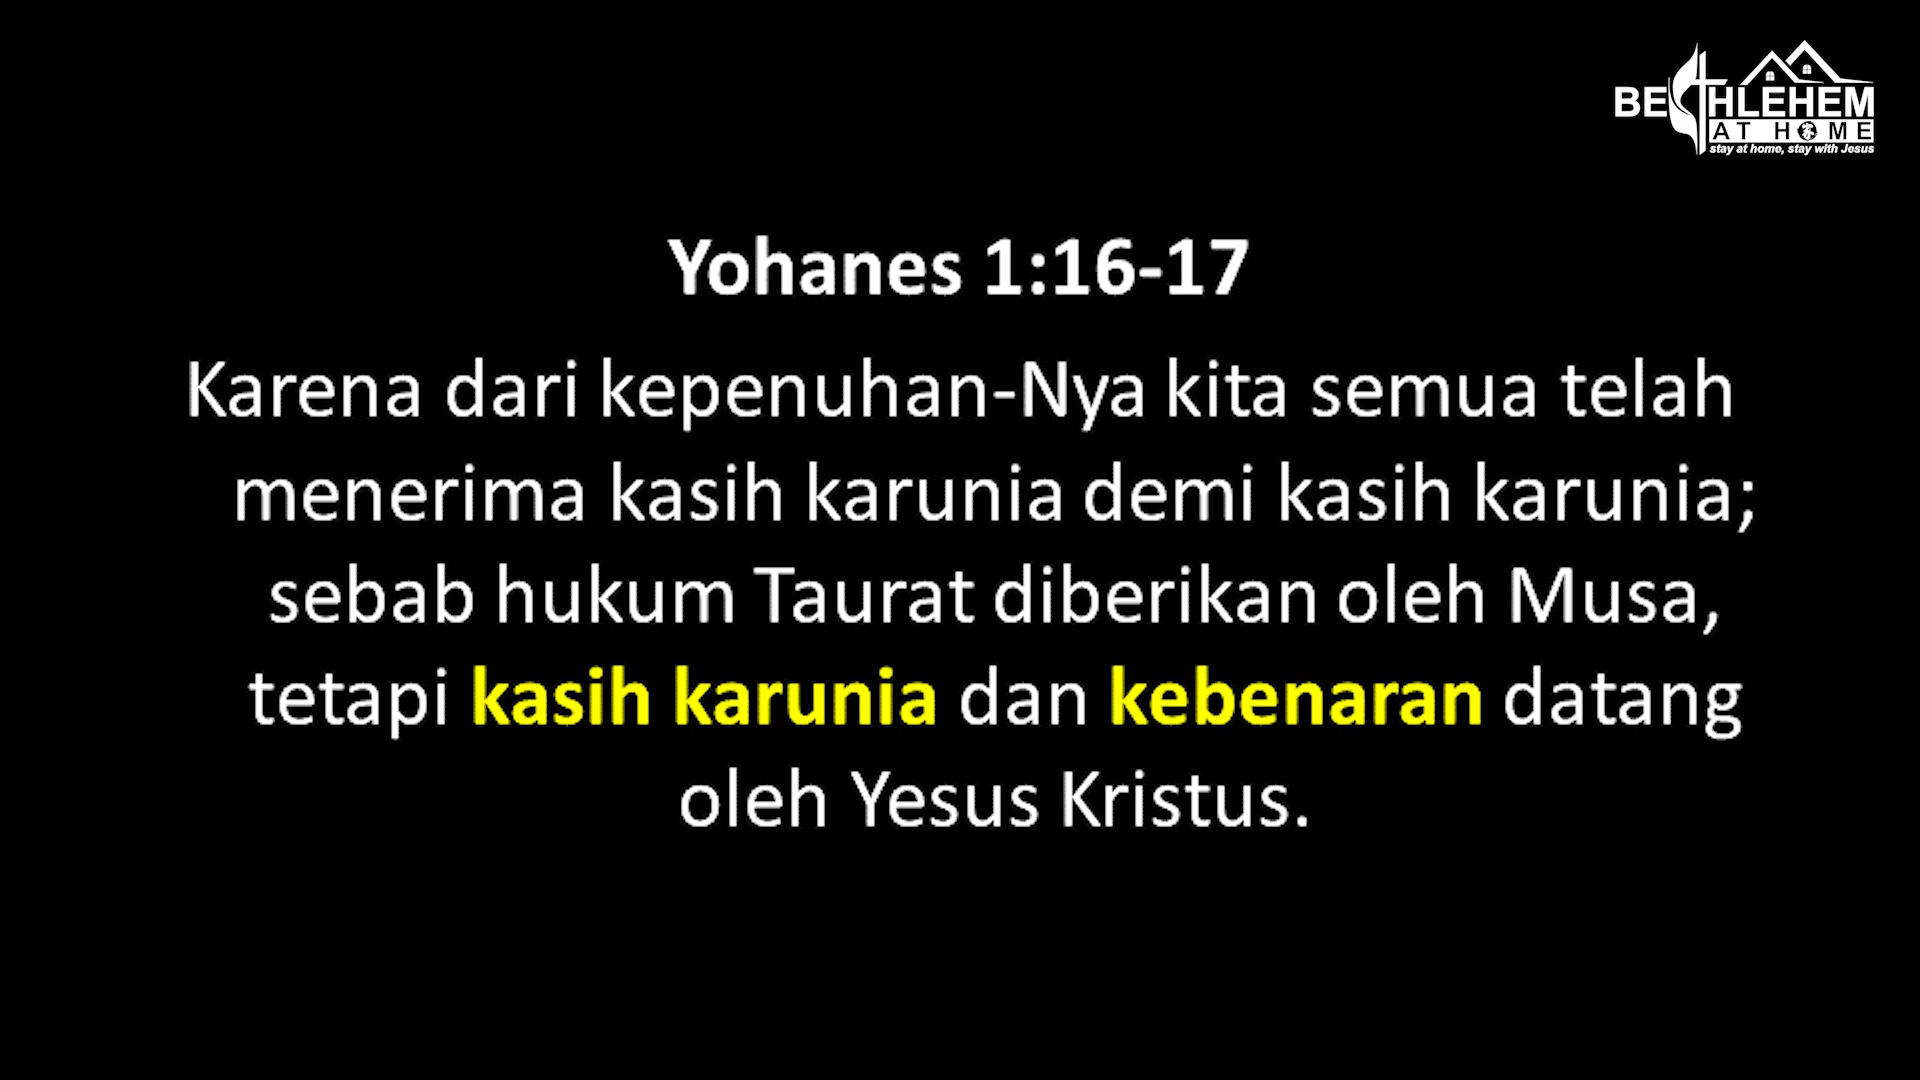 BETHLEHEM
AT HOME
stay at home, stay with Jesus
Yohanes 1:16-17
Karena dari kepenuhan-Nya kita semua telah
menerima kasih karunia demi kasih karunia;
sebab hukum Taurat diberikan oleh Musa,
tetapi kasih karunia dan kebenaran datang
oleh Yesus Kristus.